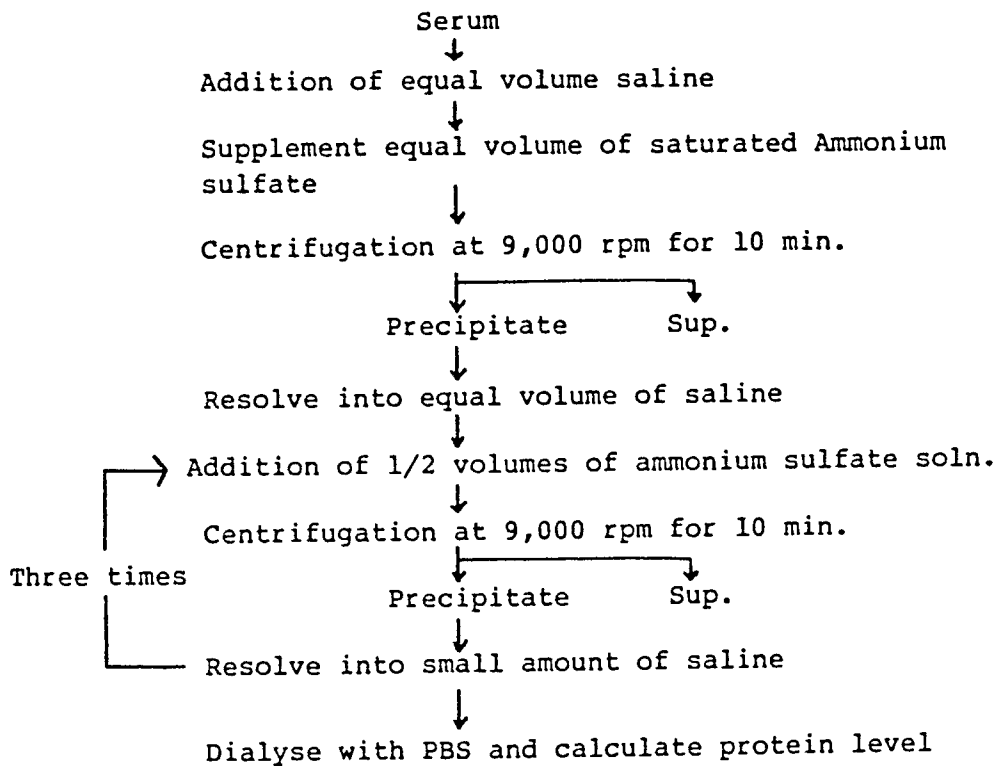 Serum
Addition of equal volume saline
Supplement equal volume of saturated Ammonium
sulfate
Centrifugation at 9,000 rpm for 10 min.
Precipitate Sup.
Resolve into equal volume of saline
Addition of 1/2 volumes of ammonium sulfate soln.
Centrifugation at 9,000 rpm for 10 min.
Three times
Precipitate Sup.
Resolve into small amount of saline
Dialyse with PBS and calculate protein level